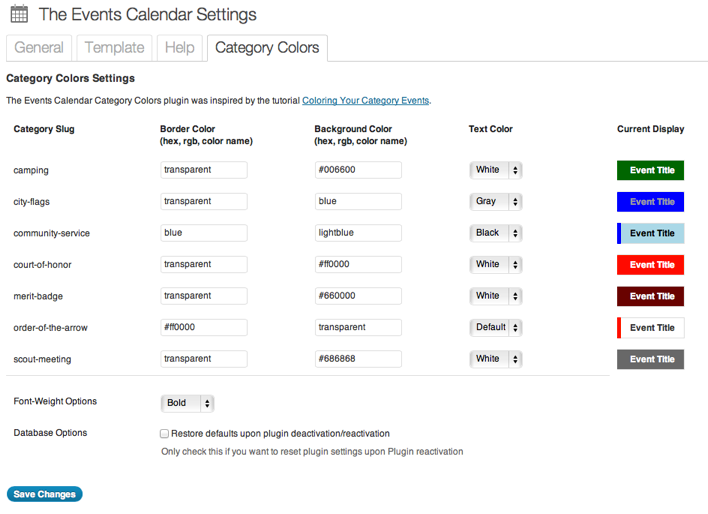 The Events Calendar Settings
General Template Help Category Colors
Category Colors Settings
The Events Calendar Category Colors plugin was inspired by the tutorial Coloring Your Category Events.
Category Slug Border Color Background Color Text Color Current Display
(hex, rgb, color name) (hex, rgb, color name)
camping transparent #006600 White Event Title
city-flags transparent blue Gray Event Title
community-service blue lightblue Black Event Title
court-of-honor transparent #ff0000 White Event Title
merit-badge transparent #660000 White Event Title
order-of-the-arrow #ff0000 transparent Default Event Title
scout-meeting transparent #686868 White Event Title
Font-Weight Options Bold
Database Options Restore defaults upon plugin deactivation/reactivation
Only check this if you want to reset plugin settings upon Plugin reactivation
Save Changes